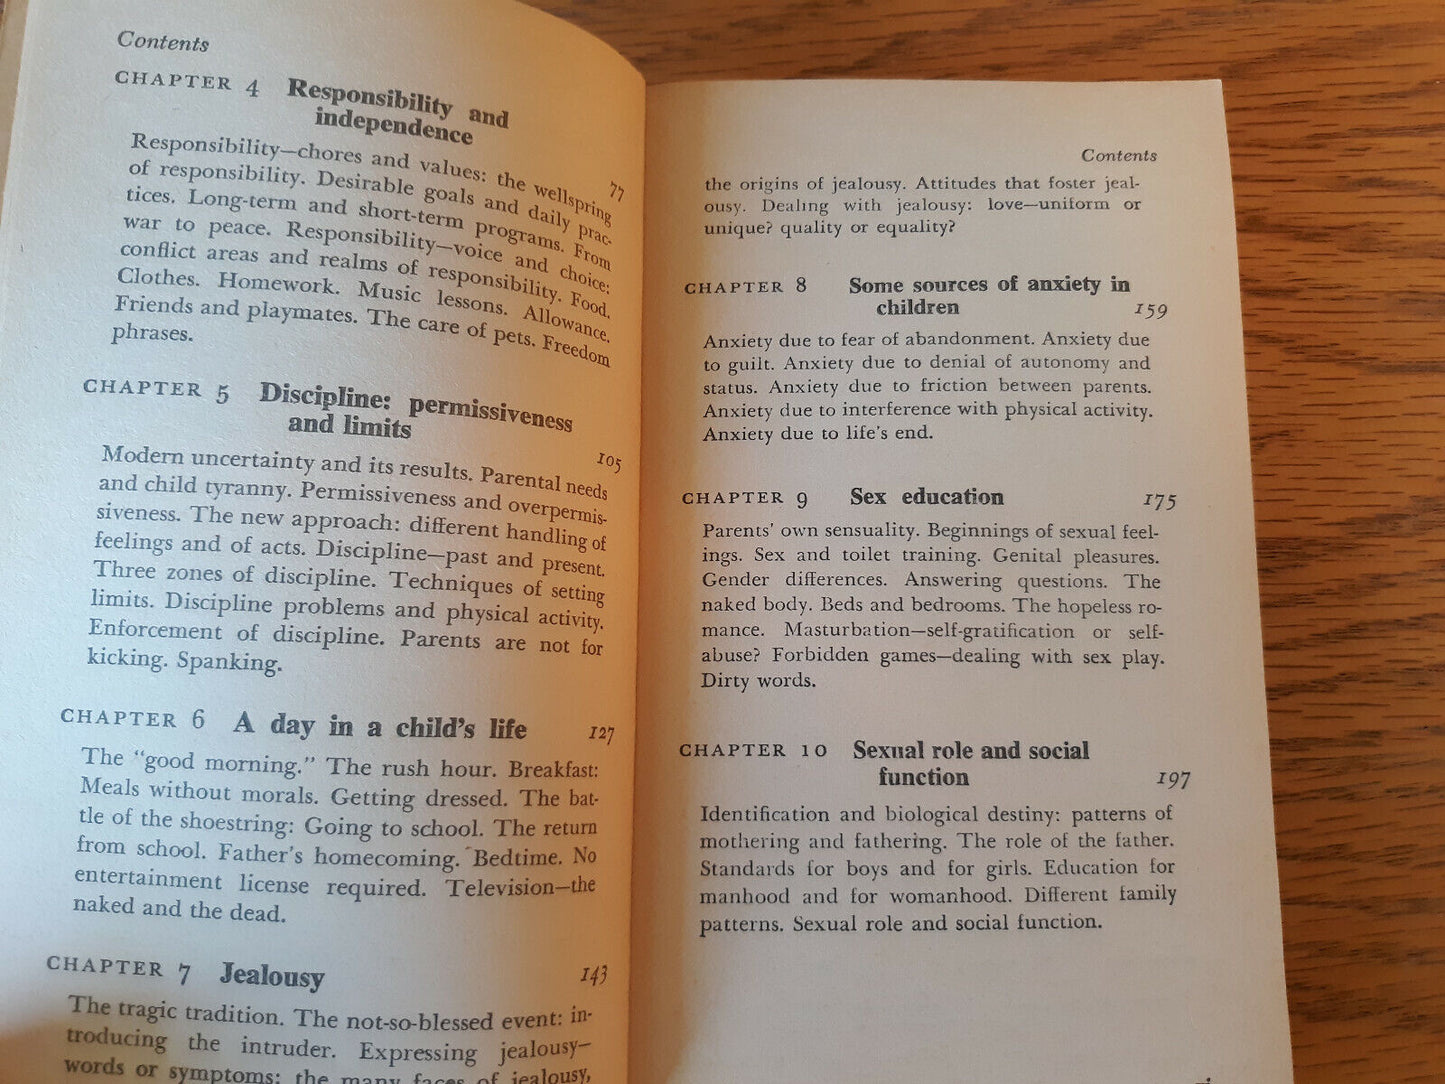 Contents
CHAPTER 4 Responsibility and
independence
77
Responsibility—chores and values: the wellspring
of responsibility. Desirable goals and daily prac-
tices. Long-term and short-term programs. From
war to peace. Responsibility—voice and choice:
conflict areas and realms of responsibility. Food.
Clothes. Homework. Music lessons. Allowance.
Friends and playmates. The care of pets. Freedom
phrases.
CHAPTER 5 Discipline: permissiveness
and limits
105
Modern uncertainty and its results. Parental needs
and child tyranny. Permissiveness and overpermis-
siveness. The new approach: different handling of
feelings and of acts. Discipline—past and present.
Three zones of discipline. Techniques of setting
limits. Discipline problems and physical activity.
Enforcement of discipline. Parents are not for
kicking. Spanking.
CHAPTER 6 A day in a child's life 127
The "good morning." The rush hour. Breakfast:
Meals without morals. Getting dressed. The bat-
tle of the shoestring: Going to school. The return
from school. Father's homecoming. Bedtime. No
entertainment license required. Television—the
naked and the dead.
CHAPTER 7 Jealousy 143
The tragic tradition. The not-so-blessed event: in-
troducing the intruder. Expressing jealousy—
words or symptoms: the many faces of jealousy,
Contents
the origins of jealousy. Attitudes that foster jeal-
ousy. Dealing with jealousy: love—uniform or
unique? quality or equality?
CHAPTER 8 Some sources of anxiety in
children 159
Anxiety due to fear of abandonment. Anxiety due
to guilt. Anxiety due to denial of autonomy and
status. Anxiety due to friction between parents.
Anxiety due to interference with physical activity.
Anxiety due to life's end.
CHAPTER 9 Sex education 175
Parents' own sensuality. Beginnings of sexual feel-
ings. Sex and toilet training. Genital pleasures.
Gender differences. Answering questions. The
naked body. Beds and bedrooms. The hopeless ro-
mance. Masturbation—self-gratification or self-
abuse? Forbidden games—dealing with sex play.
Dirty words.
CHAPTER 10 Sexual role and social
function 197
Identification and biological destiny: patterns of
mothering and fathering. The role of the father.
Standards for boys and for girls. Education for
manhood and for womanhood. Different family
patterns. Sexual role and social function.